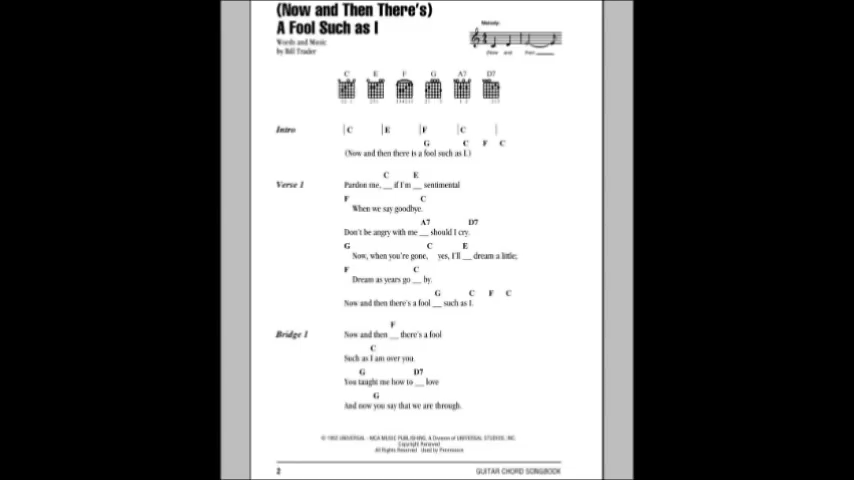 (Now and Then There's)
A Fool Such as I
Words and Music
by Bill Trader
Melody:
(Now and then
C E F G A7 D7
Intro C E F C
G C F C
(Now and then there is a fool such as I.)
C E
Verse 1 Pardon me, __ if I'm __ sentimental
F C
When we say goodbye.
A7 D7
Don't be angry with me __ should I cry.
G C E
Now, when you're gone, yes, I'll __ dream a little;
F C
Dream as years go __ by.
G C F C
Now and then there's a fool __ such as I.
F
Bridge 1 Now and then __ there's a fool
C
Such as I am over you.
G D7
You taught me how to __ love
G
And now you say that we are through.
© 1952 UNIVERSAL - MCA MUSIC PUBLISHING, A Division of UNIVERSAL STUDIOS, INC.
Copyright Renewed
All Rights Reserved Used by Permission
2 GUITAR CHORD SONGBOOK